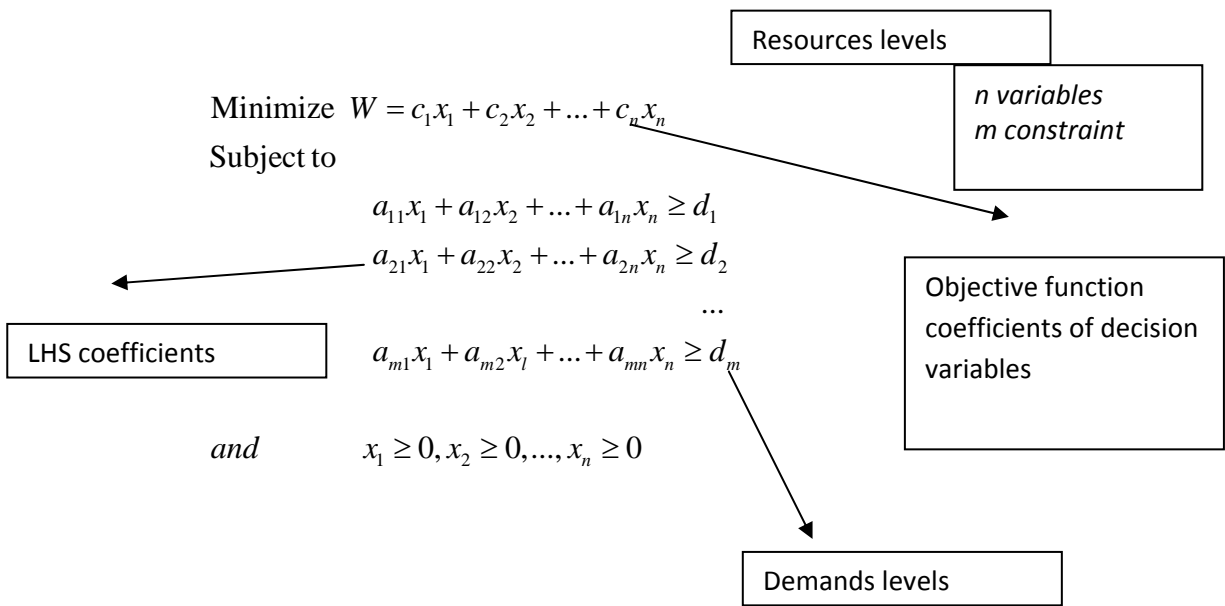 Resources levels
n variables
m constraint
Minimize W = c₁x₁ + c₂x₂ + ... + cₙxₙ
Subject to
a₁₁x₁ + a₁₂x₂ + ... + a₁ₙxₙ ≥ d₁
a₂₁x₁ + a₂₂x₂ + ... + a₂ₙxₙ ≥ d₂
...
aₘ₁x₁ + aₘ₂xₗ + ... + aₘₙxₙ ≥ dₘ
and x₁ ≥ 0, x₂ ≥ 0, ..., xₙ ≥ 0
LHS coefficients
Objective function
coefficients of decision
variables
Demands levels